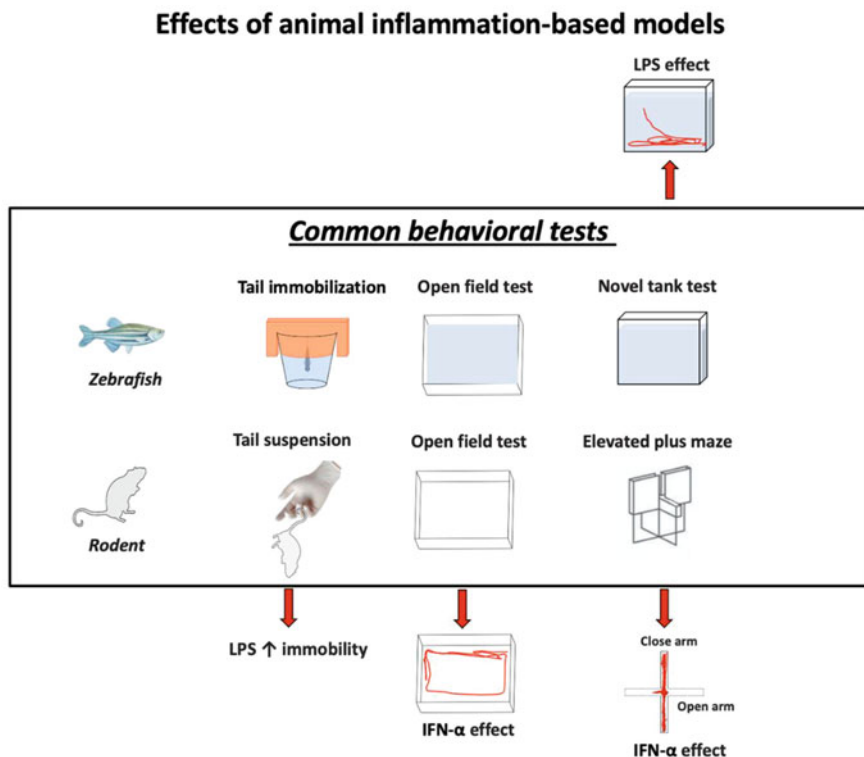 Effects of animal inflammation-based models
LPS effect
Common behavioral tests
Tail immobilization
Open field test
Novel tank test
Zebrafish
Tail suspension
Open field test
Elevated plus maze
Rodent
LPS ↑ immobility
IFN-α effect
Close arm
Open arm
IFN-α effect